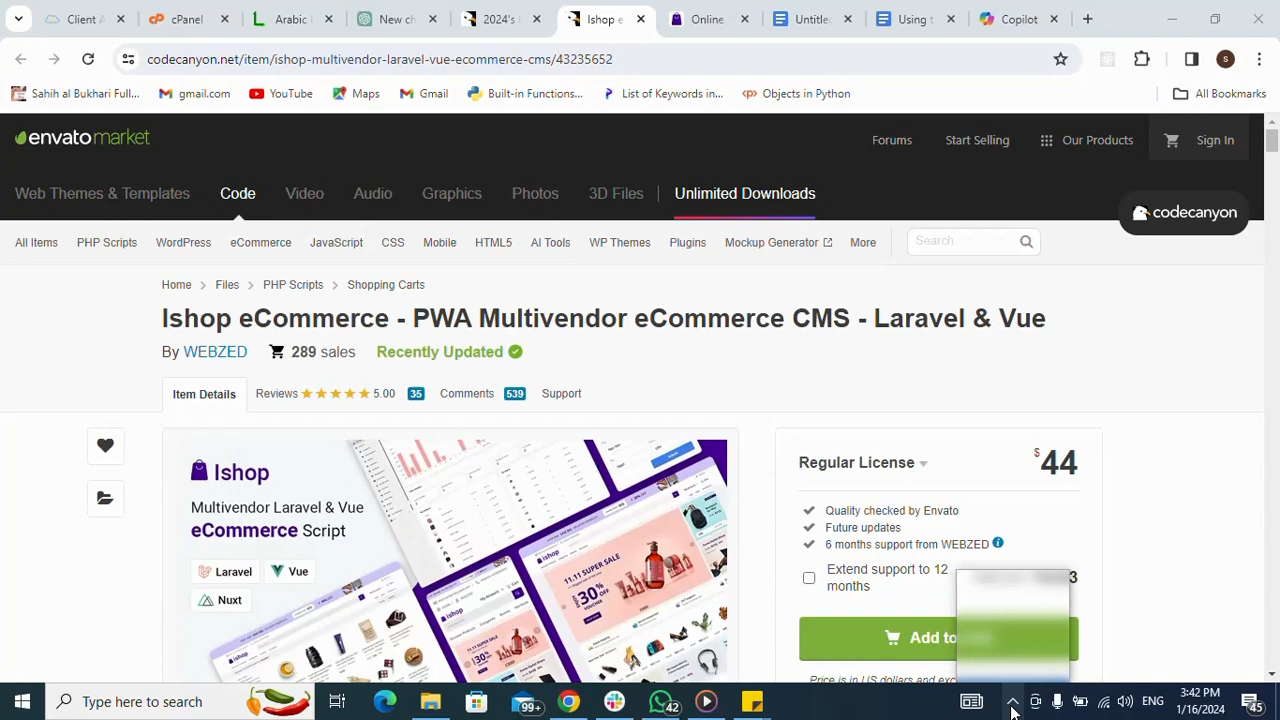 Client A
cPanel
Arabic
New ch
2024's
Ishop e
Online
Untitle
Using t
Copilot
codecanyon.net/item/ishop-multivendor-laravel-vue-ecommerce-cms/43235652
S
Sahih al Bukhari Full...
gmail.com
YouTube
Maps
Gmail
Built-in Functions...
List of Keywords in...
Objects in Python
All Bookmarks
envato market
Forums
Start Selling
Our Products
Sign In
Web Themes & Templates
Code
Video
Audio
Graphics
Photos
3D Files
Unlimited Downloads
codecanyon
All Items
PHP Scripts
WordPress
eCommerce
JavaScript
CSS
Mobile
HTML5
AI Tools
WP Themes
Plugins
Mockup Generator
More
Search
Home
Files
PHP Scripts
Shopping Carts
Ishop eCommerce - PWA Multivendor eCommerce CMS - Laravel & Vue
By WEBZED 289 sales Recently Updated
Item Details
Reviews 5.00 35
Comments 539
Support
Ishop
Multivendor Laravel & Vue
eCommerce Script
Laravel
Vue
Nuxt
11.11 SUPER SALE
30% OFF
Regular License
$44
Quality checked by Envato
Future updates
6 months support from WEBZED
Extend support to 12
months
3
Add to
Price is in US dollars and exc
Type here to search
99+
42
ENG
3:42 PM
1/16/2024
45